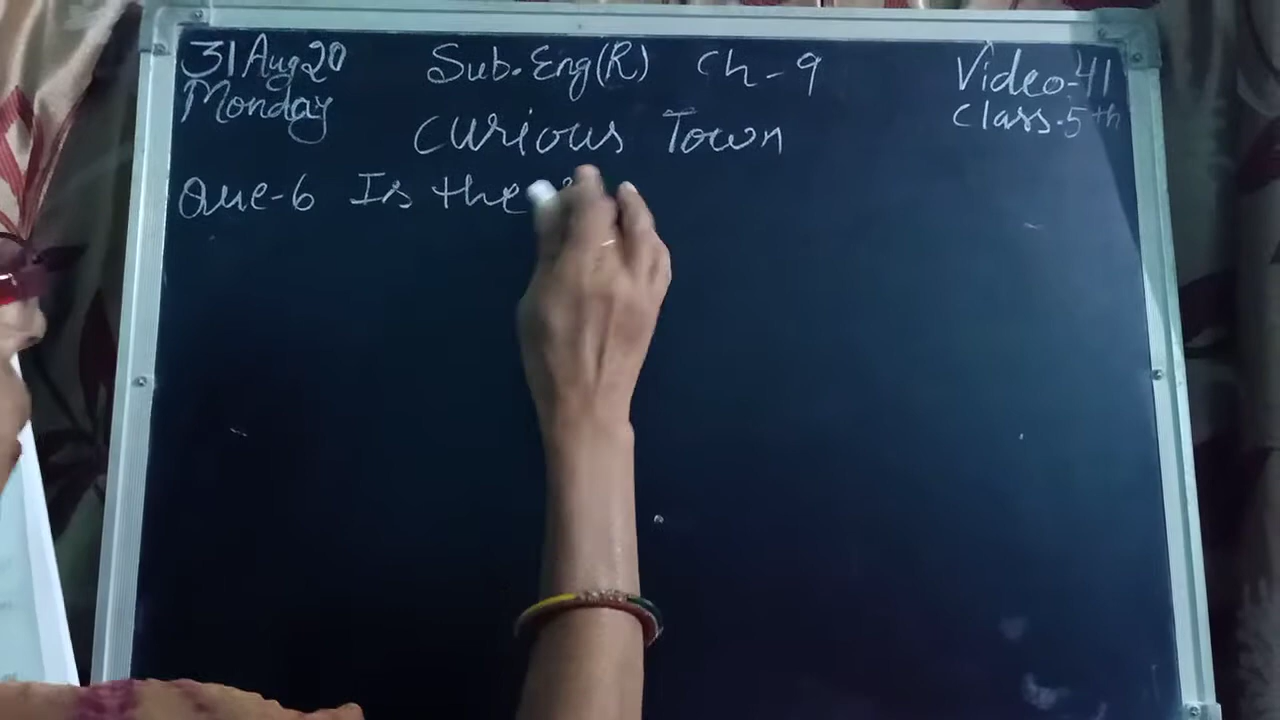 31 Aug 20 Sub. Eng(R) Ch-9 Video-41
Monday Class.5th
Curious Town
Que-6 Is the